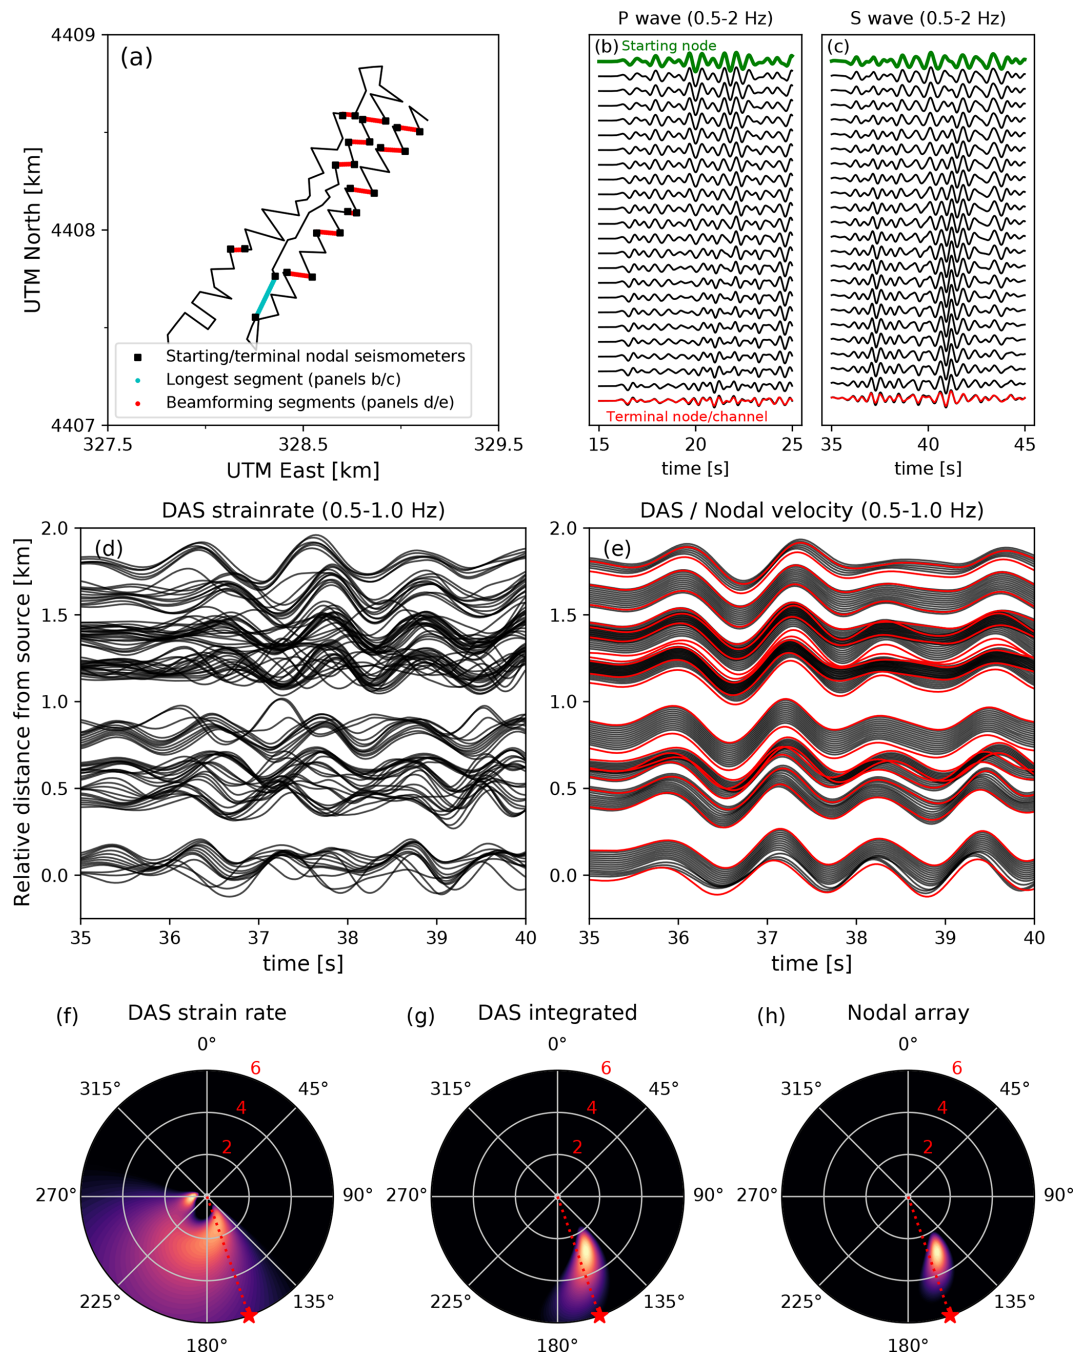 P wave (0.5-2 Hz)
S wave (0.5-2 Hz)
4409
4408
4407
UTM North [km]
(a)
Starting/terminal nodal seismometers
Longest segment (panels b/c)
Beamforming segments (panels d/e)
327.5
328.5
329.5
UTM East [km]
(b)
Starting node
Terminal node/channel
15
20
25
time [s]
(c)
35
40
45
time [s]
DAS strainrate (0.5-1.0 Hz)
(d)
Relative distance from source [km]
2.0
1.5
1.0
0.5
0.0
35
36
37
38
39
40
time [s]
DAS / Nodal velocity (0.5-1.0 Hz)
(e)
2.0
1.5
1.0
0.5
0.0
35
36
37
38
39
40
time [s]
(f)
DAS strain rate
0°
45°
90°
135°
180°
225°
270°
315°
2
4
6
(g)
DAS integrated
0°
45°
90°
135°
180°
225°
270°
315°
2
4
6
(h)
Nodal array
0°
45°
90°
135°
180°
225°
270°
315°
2
4
6